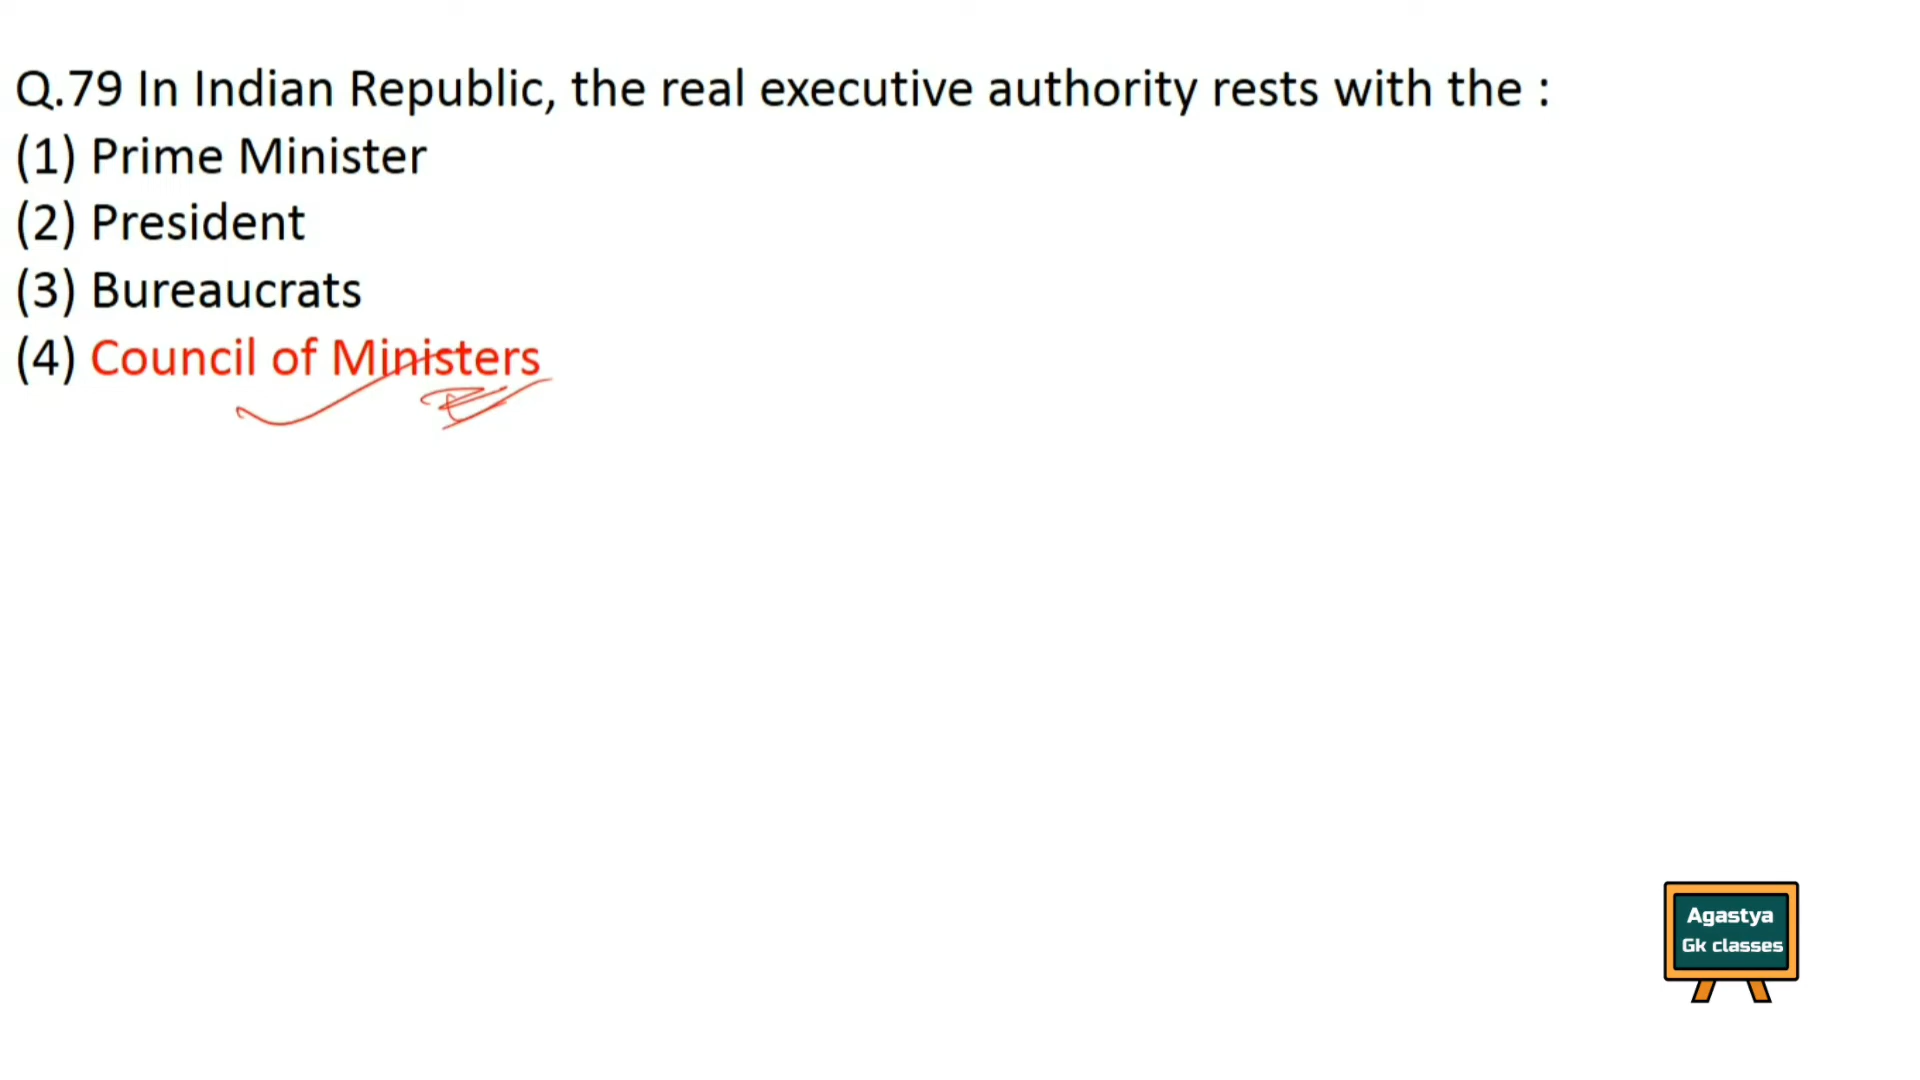 Q.79 In Indian Republic, the real executive authority rests with the :
(1) Prime Minister
(2) President
(3) Bureaucrats
(4) Council of Ministers
Agastya
Gk classes